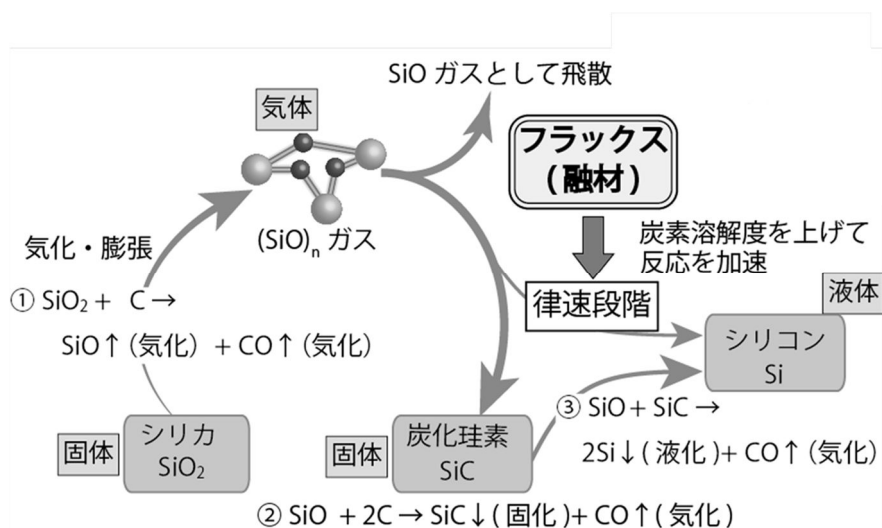 SiO ガスとして飛散
気体
フラックス
(融材)
(SiO)n ガス
炭素溶解度を上げて
反応を加速
気化・膨張
① SiO₂ + C→
SiO↑(気化) + CO↑(気化)
律速段階
液体
シリコン
Si
固体
シリカ
SiO₂
固体
炭化珪素
SiC
③ SiO + SiC →
2Si↓(液化)+ CO↑(気化)
② SiO + 2C → SiC↓(固化)+ CO↑(気化)